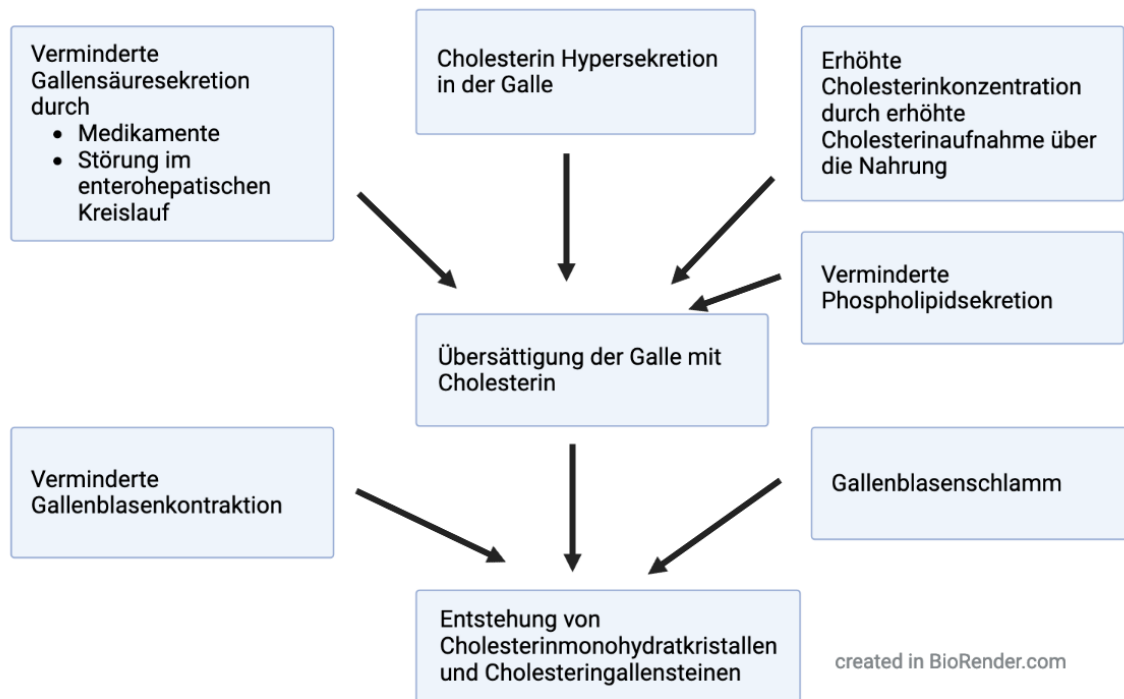 Verminderte
Gallensäuresekretion
durch
• Medikamente
• Störung im
enterohepatischen
Kreislauf
Cholesterin Hypersekretion
in der Galle
Erhöhte
Cholesterinkonzentration
durch erhöhte
Cholesterinaufnahme über
die Nahrung
Verminderte
Phospholipidsekretion
Übersättigung der Galle mit
Cholesterin
Verminderte
Gallenblasenkontraktion
Gallenblasenschlamm
Entstehung von
Cholesterinmonohydratkristallen
und Cholesteringallensteinen
created in BioRender.com